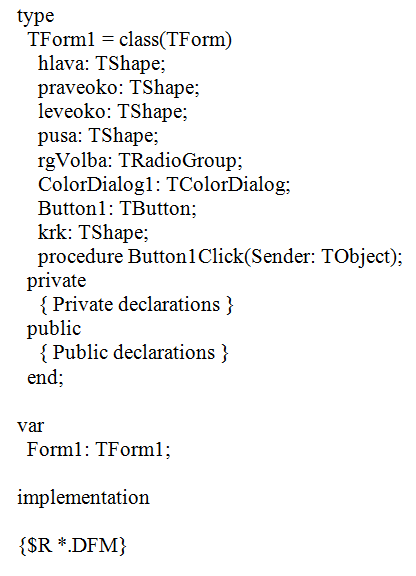 type
TForm1 = class(TForm)
hlava: TShape;
praveoko: TShape;
leveoko: TShape;
pusa: TShape;
rgVolba: TRadioGroup;
ColorDialog1: TColorDialog;
Button1: TButton;
krk: TShape;
procedure Button1Click(Sender: TObject);
private
{ Private declarations }
public
{ Public declarations }
end;
var
Form1: TForm1;
implementation
{$R *.DFM}